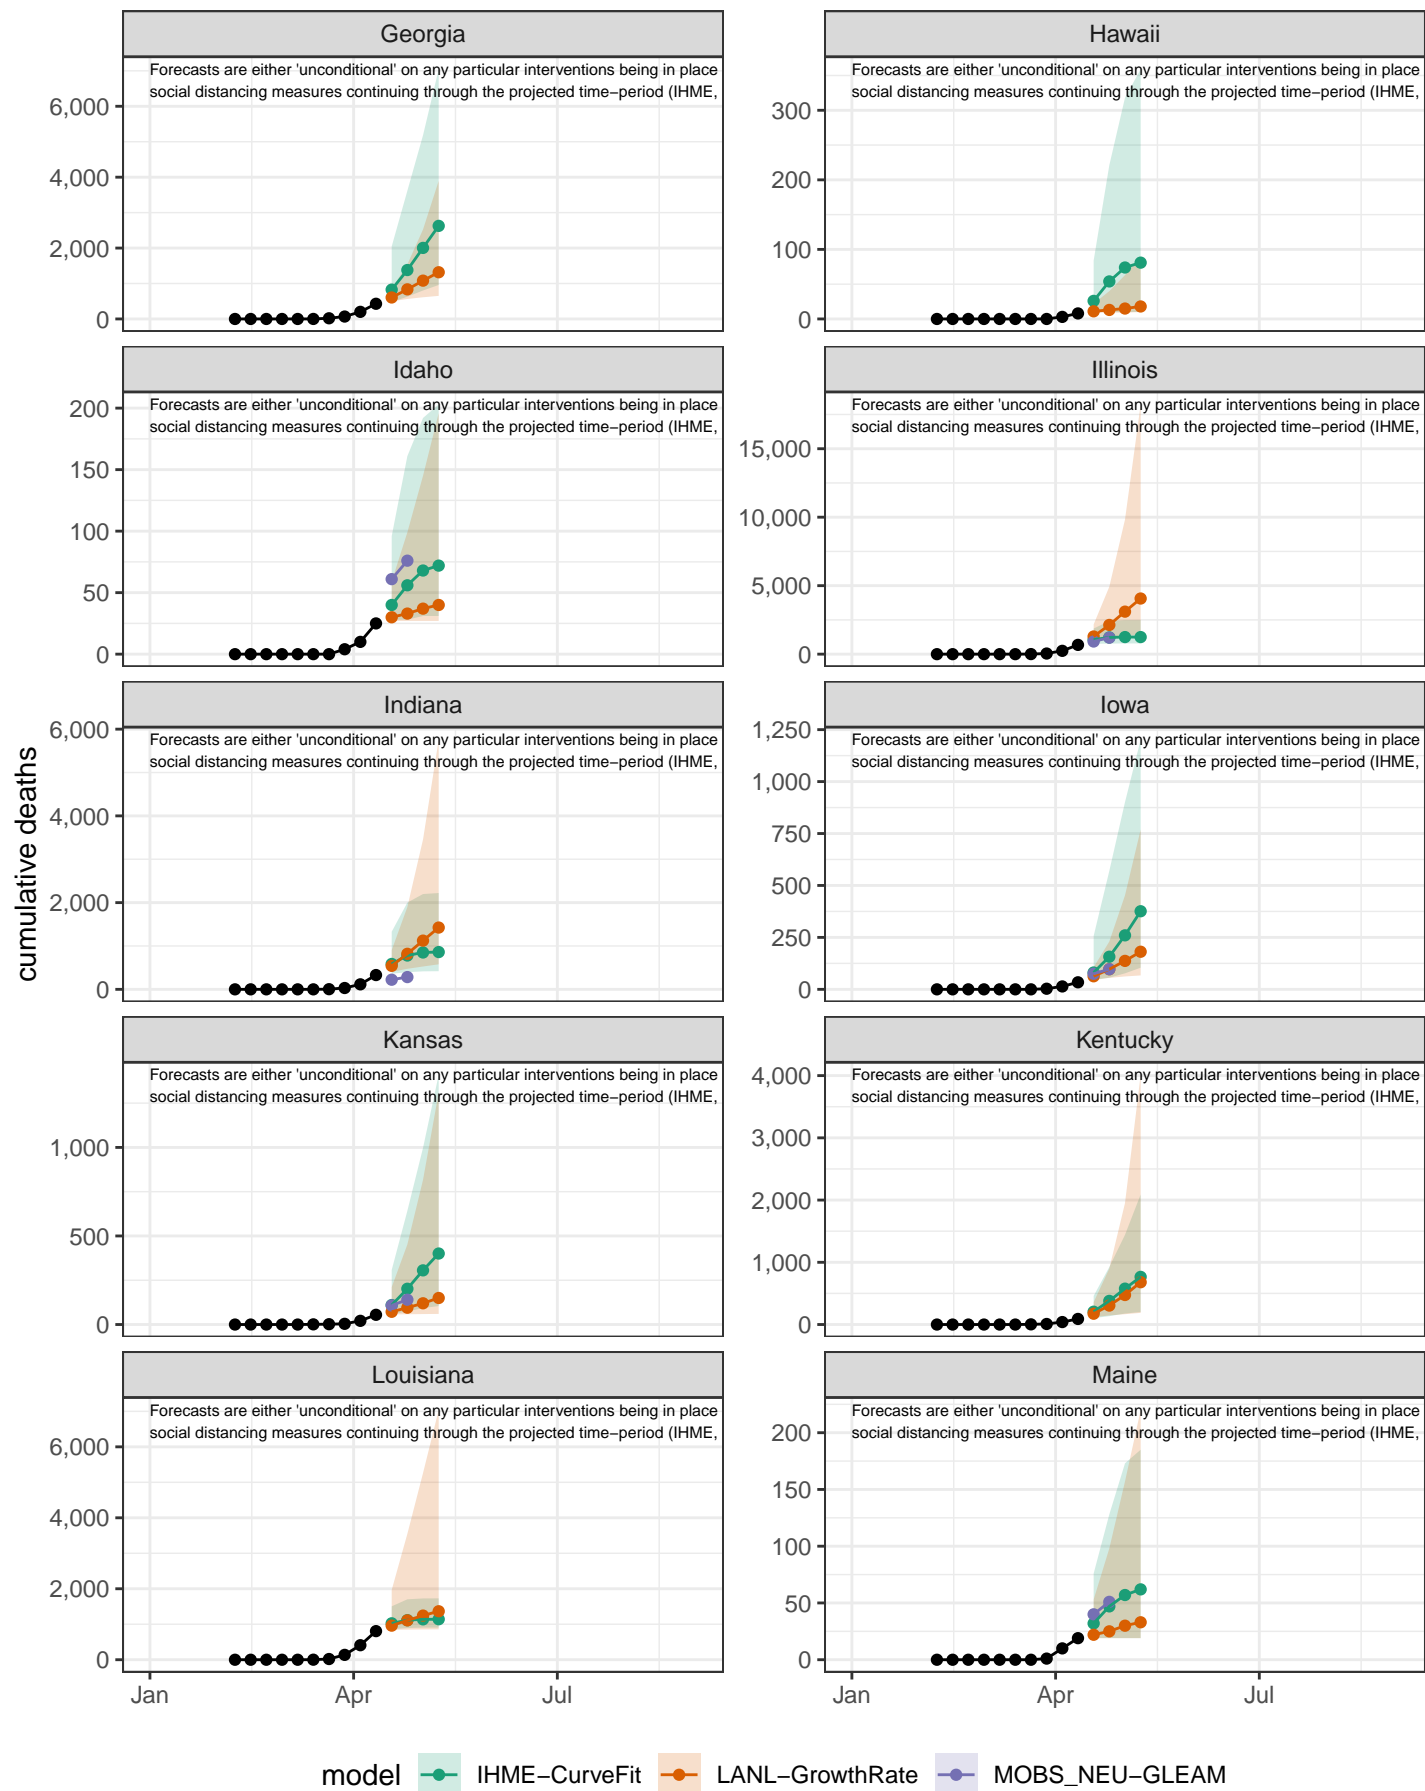 Georgia
Forecasts are either 'unconditional' on any particular interventions being in place
social distancing measures continuing through the projected time−period (IHME,
6,000
4,000
2,000
0
Hawaii
Forecasts are either 'unconditional' on any particular interventions being in place
social distancing measures continuing through the projected time−period (IHME,
300
200
100
0
Idaho
Forecasts are either 'unconditional' on any particular interventions being in place
social distancing measures continuing through the projected time−period (IHME,
200
150
100
50
0
Illinois
Forecasts are either 'unconditional' on any particular interventions being in place
social distancing measures continuing through the projected time−period (IHME,
15,000
10,000
5,000
0
cumulative deaths
Indiana
Forecasts are either 'unconditional' on any particular interventions being in place
social distancing measures continuing through the projected time−period (IHME,
6,000
4,000
2,000
0
Iowa
Forecasts are either 'unconditional' on any particular interventions being in place
social distancing measures continuing through the projected time−period (IHME,
1,250
1,000
750
500
250
0
Kansas
Forecasts are either 'unconditional' on any particular interventions being in place
social distancing measures continuing through the projected time−period (IHME,
1,000
500
0
Kentucky
Forecasts are either 'unconditional' on any particular interventions being in place
social distancing measures continuing through the projected time−period (IHME,
4,000
3,000
2,000
1,000
0
Louisiana
Forecasts are either 'unconditional' on any particular interventions being in place
social distancing measures continuing through the projected time−period (IHME,
6,000
4,000
2,000
0
Jan Apr Jul
Maine
Forecasts are either 'unconditional' on any particular interventions being in place
social distancing measures continuing through the projected time−period (IHME,
200
150
100
50
0
Jan Apr Jul
model IHME−CurveFit LANL−GrowthRate MOBS_NEU−GLEAM